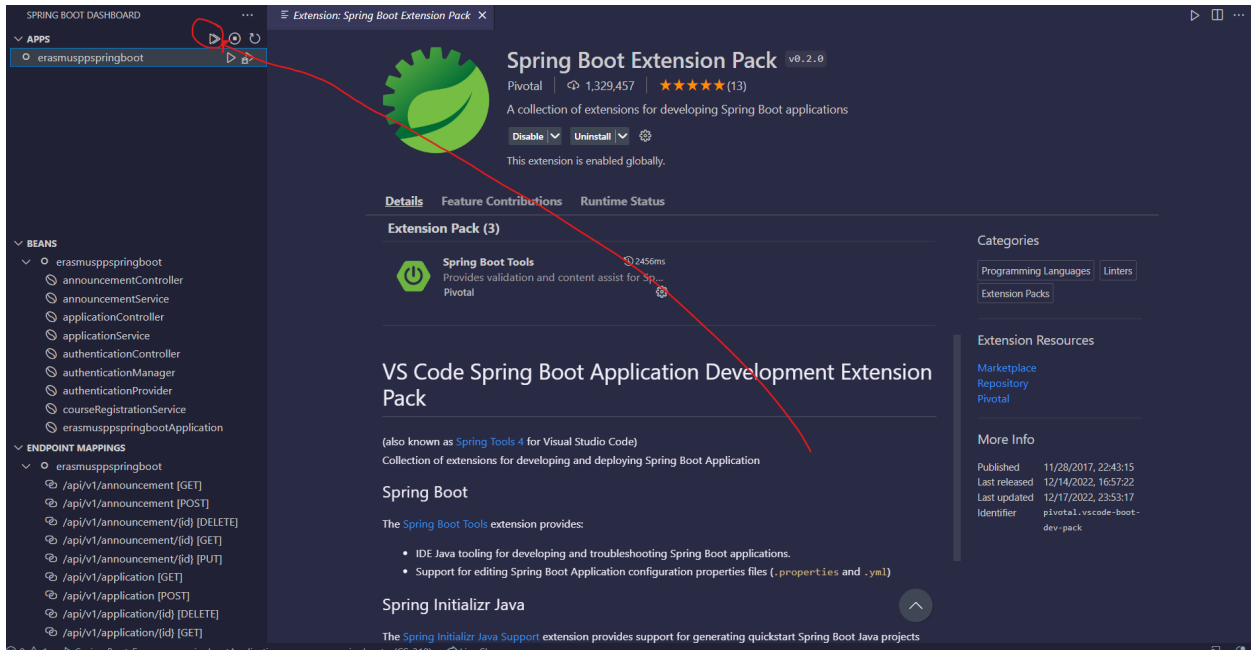 SPRING BOOT DASHBOARD
Extension: Spring Boot Extension Pack
APPS
erasmusppspringboot
Spring Boot Extension Pack v0.2.0
Pivotal 1,329,457 (13)
A collection of extensions for developing Spring Boot applications
Disable Uninstall
This extension is enabled globally.
Details Feature Contributions Runtime Status
Extension Pack (3)
Spring Boot Tools 2456ms
Provides validation and content assist for Sp...
Pivotal
VS Code Spring Boot Application Development Extension
Pack
(also known as Spring Tools 4 for Visual Studio Code)
Collection of extensions for developing and deploying Spring Boot Application
Spring Boot
The Spring Boot Tools extension provides:
• IDE Java tooling for developing and troubleshooting Spring Boot applications.
• Support for editing Spring Boot Application configuration properties files (.properties and .yml)
Spring Initializr Java
The Spring Initializr Java Support extension provides support for generating quickstart Spring Boot Java projects
Categories
Programming Languages Linters
Extension Packs
Extension Resources
Marketplace
Repository
Pivotal
More Info
Published 11/28/2017, 22:43:15
Last released 12/14/2022, 16:57:22
Last updated 12/17/2022, 23:53:17
Identifier pivotal.vscode-boot-
dev-pack
BEANS
erasmusppspringboot
announcementController
announcementService
applicationController
applicationService
authenticationController
authenticationManager
authenticationProvider
courseRegistrationService
erasmusppspringbootApplication
ENDPOINT MAPPINGS
erasmusppspringboot
/api/v1/announcement [GET]
/api/v1/announcement [POST]
/api/v1/announcement/{id} [DELETE]
/api/v1/announcement/{id} [GET]
/api/v1/announcement/{id} [PUT]
/api/v1/application [GET]
/api/v1/application [POST]
/api/v1/application/{id} [DELETE]
/api/v1/application/{id} [GET]